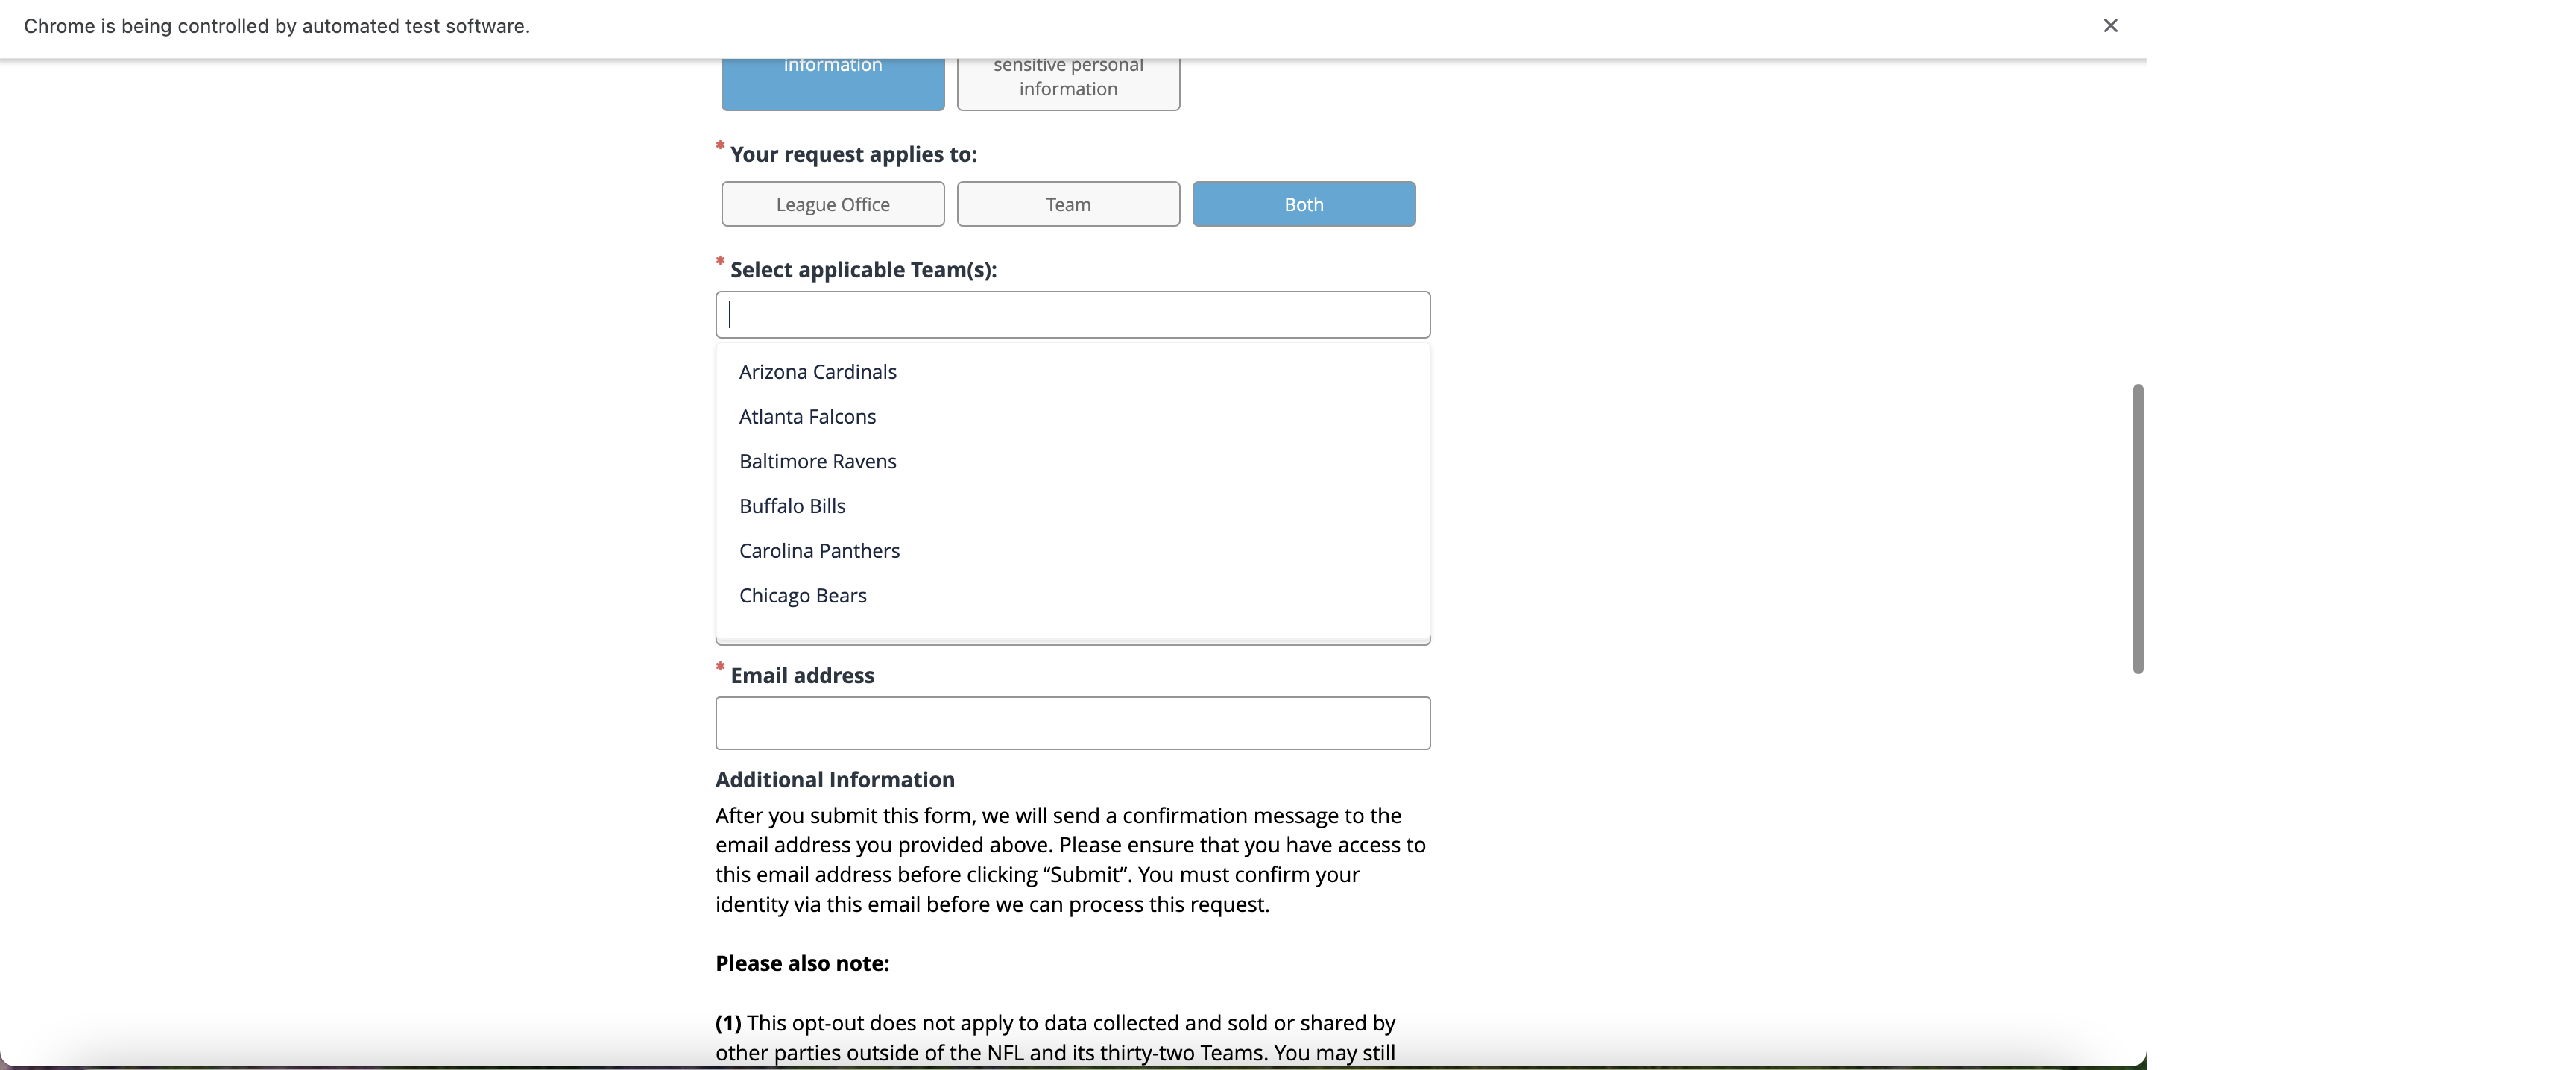 Chrome is being controlled by automated test software.
information
sensitive personal
information
* Your request applies to:
League Office
Team
Both
* Select applicable Team(s):
Arizona Cardinals
Atlanta Falcons
Baltimore Ravens
Buffalo Bills
Carolina Panthers
Chicago Bears
* Email address
Additional Information
After you submit this form, we will send a confirmation message to the
email address you provided above. Please ensure that you have access to
this email address before clicking “Submit”. You must confirm your
identity via this email before we can process this request.
Please also note:
(1) This opt-out does not apply to data collected and sold or shared by
other parties outside of the NFL and its thirty-two Teams. You may still